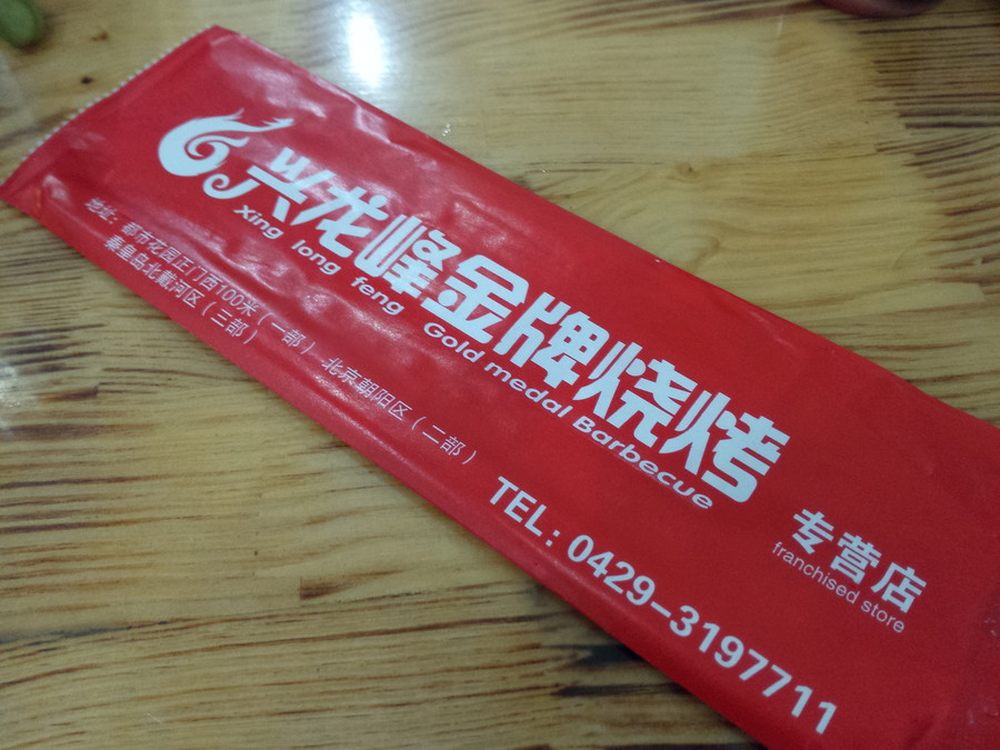 兴龙峰金牌烧烤
Xing long feng Gold medal Barbecue
专营店
franchised store
地址：都市花园正门西100米（一部）北京朝阳区（二部）
秦皇岛北戴河区（三部）
TEL: 0429-3197711